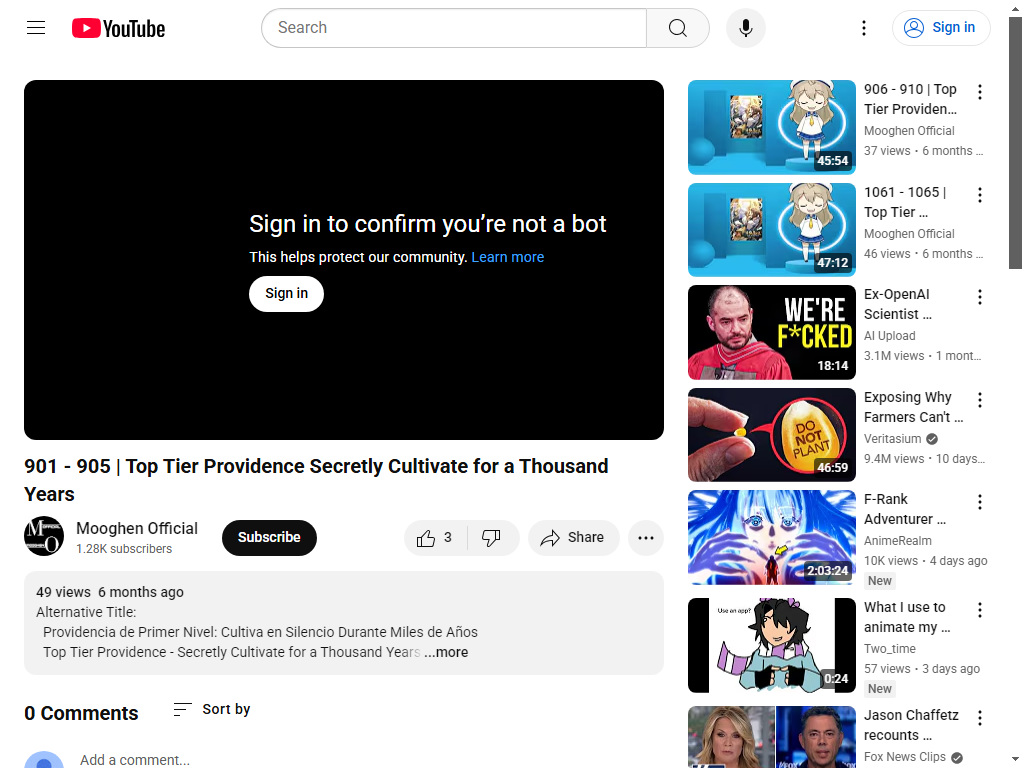 YouTube
Search
Sign in
Sign in to confirm you’re not a bot
This helps protect our community. Learn more
Sign in
901 - 905 | Top Tier Providence Secretly Cultivate for a Thousand
Years
Mooghen Official
1.28K subscribers
Subscribe
3
Share
49 views 6 months ago
Alternative Title:
Providencia de Primer Nivel: Cultiva en Silencio Durante Miles de Años
Top Tier Providence - Secretly Cultivate for a Thousand Years ...more
0 Comments
Sort by
Add a comment...
45:54
906 - 910 | Top
Tier Providen...
Mooghen Official
37 views • 6 months ...
47:12
1061 - 1065 |
Top Tier ...
Mooghen Official
46 views • 6 months ...
WE'RE
F*CKED
18:14
Ex-OpenAI
Scientist ...
AI Upload
3.1M views • 1 mont...
DO
NOT
PLANT
46:59
Exposing Why
Farmers Can't ...
Veritasium
9.4M views • 10 days...
2:03:24
F-Rank
Adventurer ...
AnimeRealm
10K views • 4 days ago
New
Use an app?
0:24
What I use to
animate my ...
Two_time
57 views • 3 days ago
New
Jason Chaffetz
recounts ...
Fox News Clips